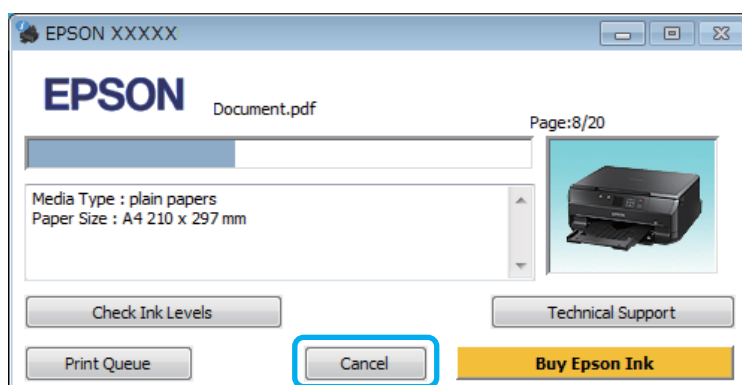 EPSON XXXXX
EPSON
Document.pdf
Page:8/20
Media Type : plain papers
Paper Size : A4 210 x 297 mm
Check Ink Levels
Technical Support
Print Queue
Cancel
Buy Epson Ink